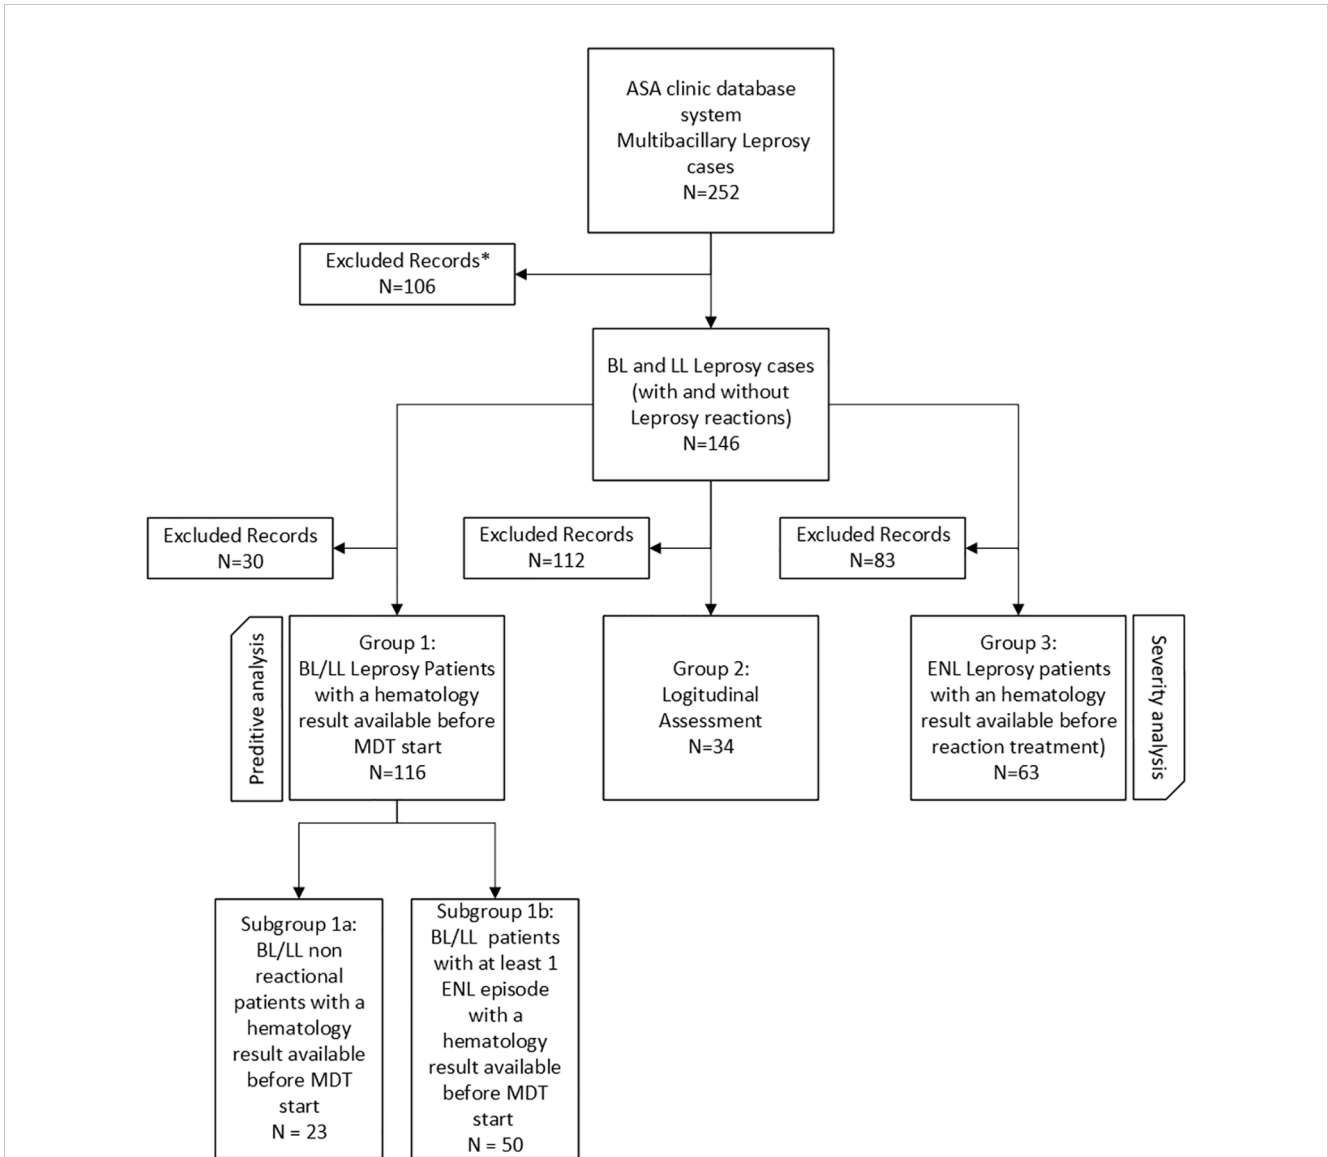 ASA clinic database
system
Multibacillary Leprosy
cases
N=252
Excluded Records*
N=106
BL and LL Leprosy cases
(with and without
Leprosy reactions)
N=146
Excluded Records
N=30
Excluded Records
N=112
Excluded Records
N=83
Preditive analysis
Group 1:
BL/LL Leprosy Patients
with a hematology
result available before
MDT start
N=116
Group 2:
Logitudinal
Assessment
N=34
Group 3:
ENL Leprosy patients
with an hematology
result available before
reaction treatment)
N=63
Severity analysis
Subgroup 1a:
BL/LL non
reactional
patients with a
hematology
result available
before MDT
start
N = 23
Subgroup 1b:
BL/LL patients
with at least 1
ENL episode
with a
hematology
result available
before MDT
start
N = 50